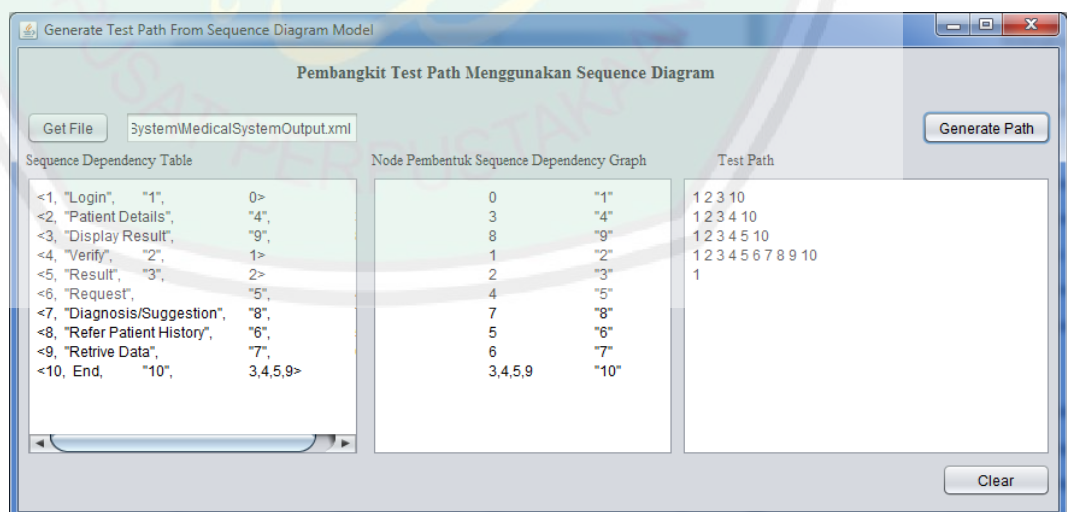 Generate Test Path From Sequence Diagram Model
Pembangkit Test Path Menggunakan Sequence Diagram
Get File
System\MedicalSystemOutput.xml
Generate Path
Sequence Dependency Table
Node Pembentuk Sequence Dependency Graph
Test Path
<1, "Login", "1", 0>
<2, "Patient Details", "4",
<3, "Display Result", "9",
<4, "Verify", "2", 1>
<5, "Result", "3", 2>
<6, "Request", "5",
<7, "Diagnosis/Suggestion", "8",
<8, "Refer Patient History", "6",
<9, "Retrive Data", "7",
<10, End, "10", 3,4,5,9>
0 "1"
3 "4"
8 "9"
1 "2"
2 "3"
4 "5"
7 "8"
5 "6"
6 "7"
3,4,5,9 "10"
1 2 3 10
1 2 3 4 10
1 2 3 4 5 10
1 2 3 4 5 6 7 8 9 10
1
Clear
PUSAT PERPUSTAKAAN